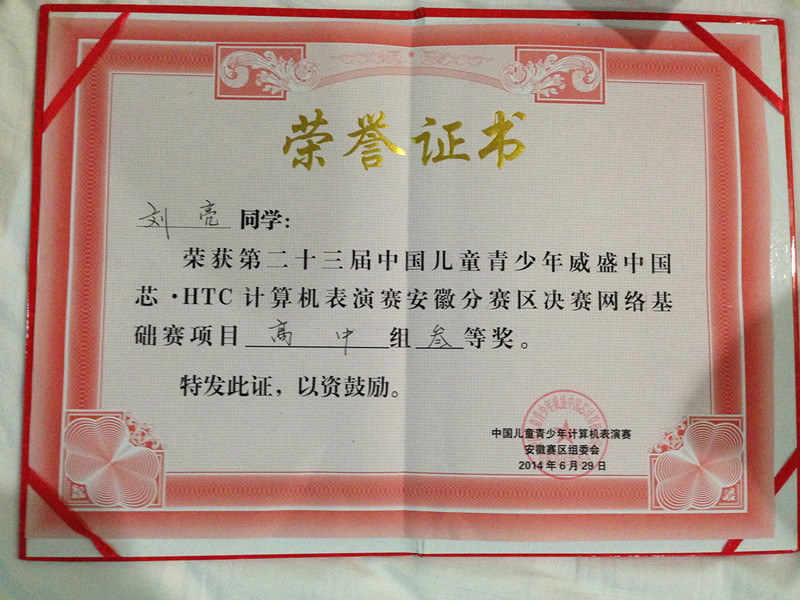 荣誉证书
刘亮 同学:
荣获第二十三届中国儿童青少年威盛中国
芯·HTC计算机表演赛安徽分赛区决赛网络基
础赛项目 高中 组 叁 等奖。
特发此证，以资鼓励。
中国儿童青少年计算机表演赛
安徽赛区组委会
2014年6月29日